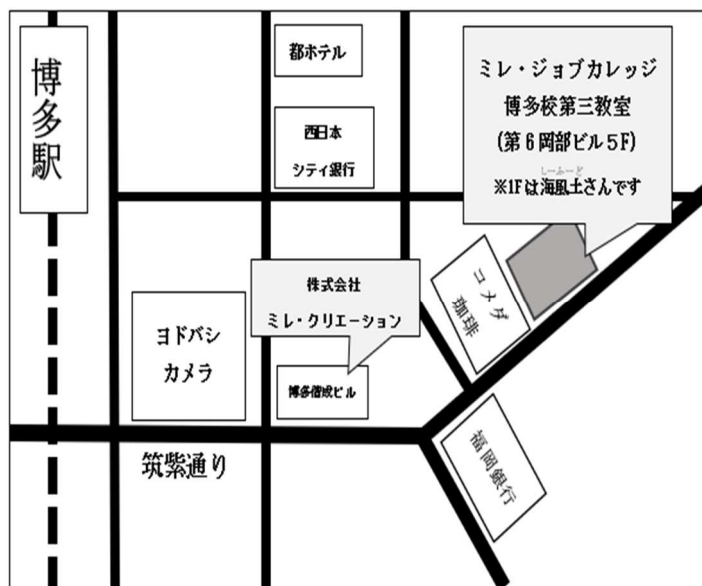 博多駅
都ホテル
西日本
シティ銀行
ミレ・ジョブカレッジ
博多校第三教室
(第6岡部ビル5F)
しーふーど
※1Fは海風土さんです
株式会社
ミレ・クリエーション
コメダ
珈琲
ヨドバシ
カメラ
博多偕成ビル
筑紫通り
福岡銀行